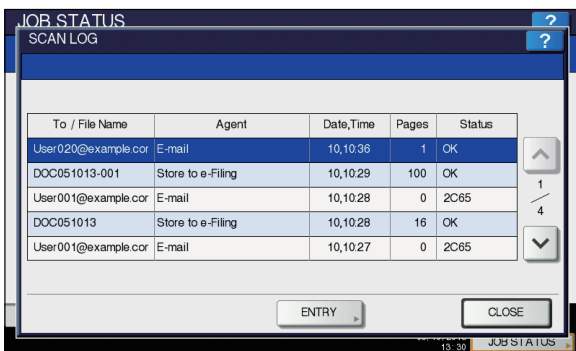 JOB STATUS ?
SCAN LOG ?
To / File Name Agent Date,Time Pages Status
User020@example.cor E-mail 10,10:36 1 OK
DOC051013-001 Store to e-Filing 10,10:29 100 OK
User001@example.cor E-mail 10,10:28 0 2C65
DOC051013 Store to e-Filing 10,10:28 16 OK
User001@example.cor E-mail 10,10:27 0 2C65
1
4
ENTRY CLOSE
13:30 JOB STATUS